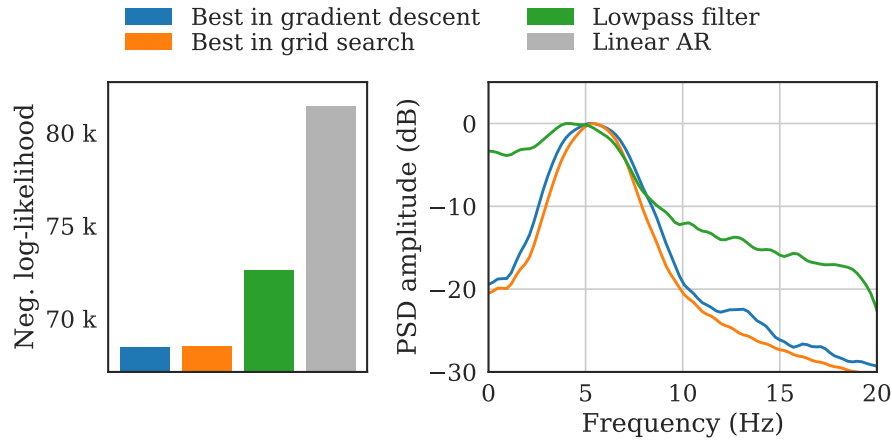 Best in gradient descent
Best in grid search
Lowpass filter
Linear AR
Neg. log-likelihood
80 k
75 k
70 k
PSD amplitude (dB)
0
−10
−20
−30
0 5 10 15 20
Frequency (Hz)